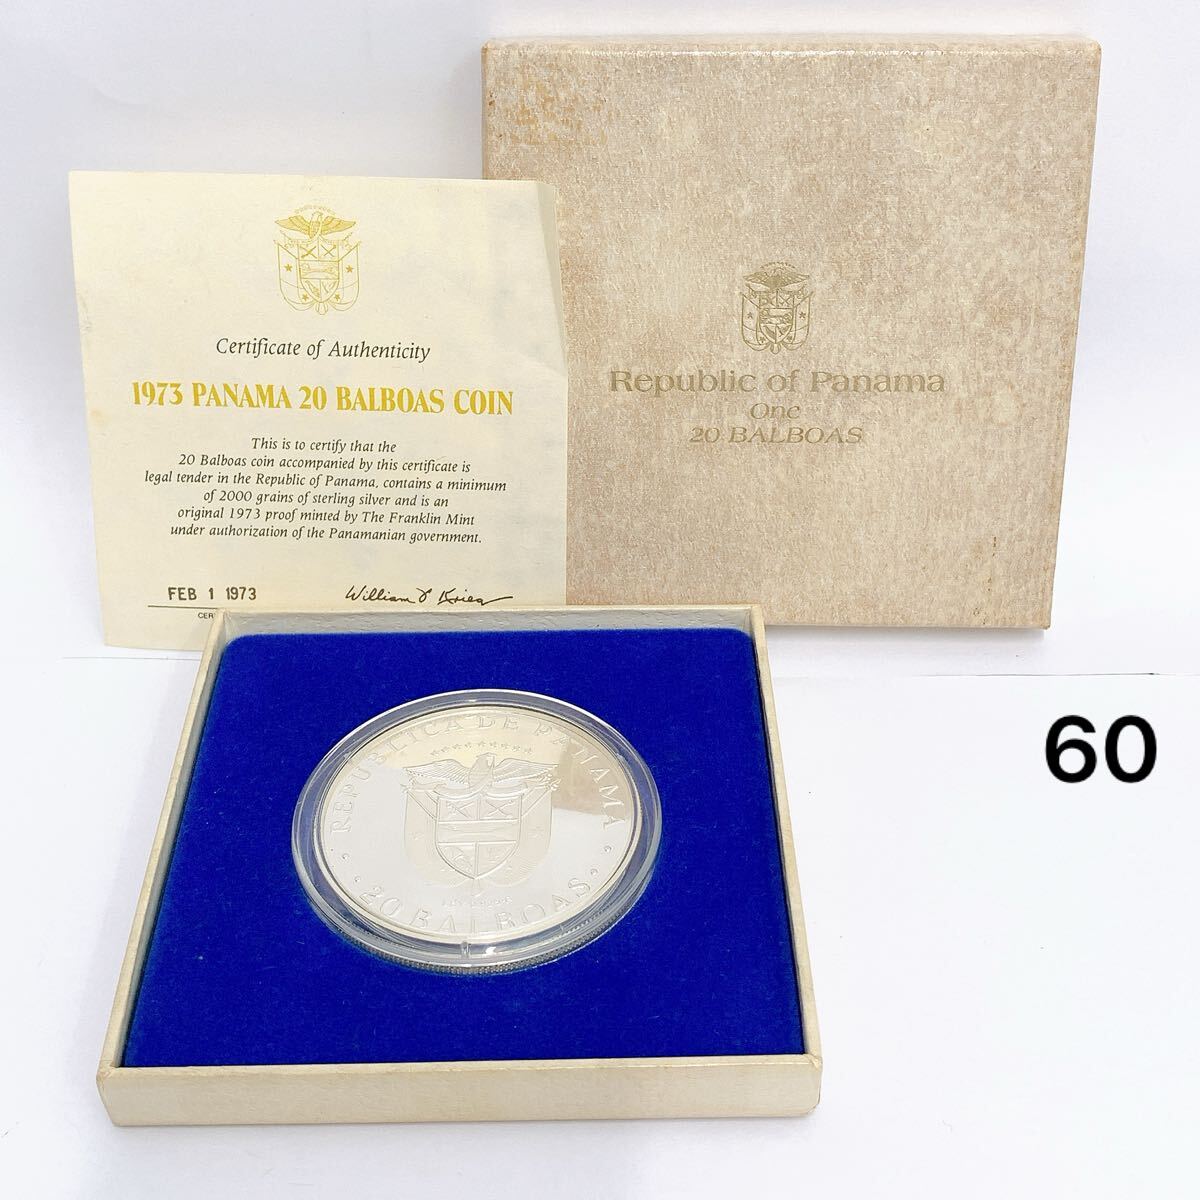 Certificate of Authenticity
1973 PANAMA 20 BALBOAS COIN
This is to certify that the
20 Balboas coin accompanied by this certificate is
legal tender in the Republic of Panama, contains a minimum
of 2000 grains of sterling silver and is an
original 1973 proof minted by The Franklin Mint
under authorization of the Panamanian government.
FEB 1 1973
CER
Republic of Panama
One
20 BALBOAS
REPUBLICA DE PANAMA
20 BALBOAS
60